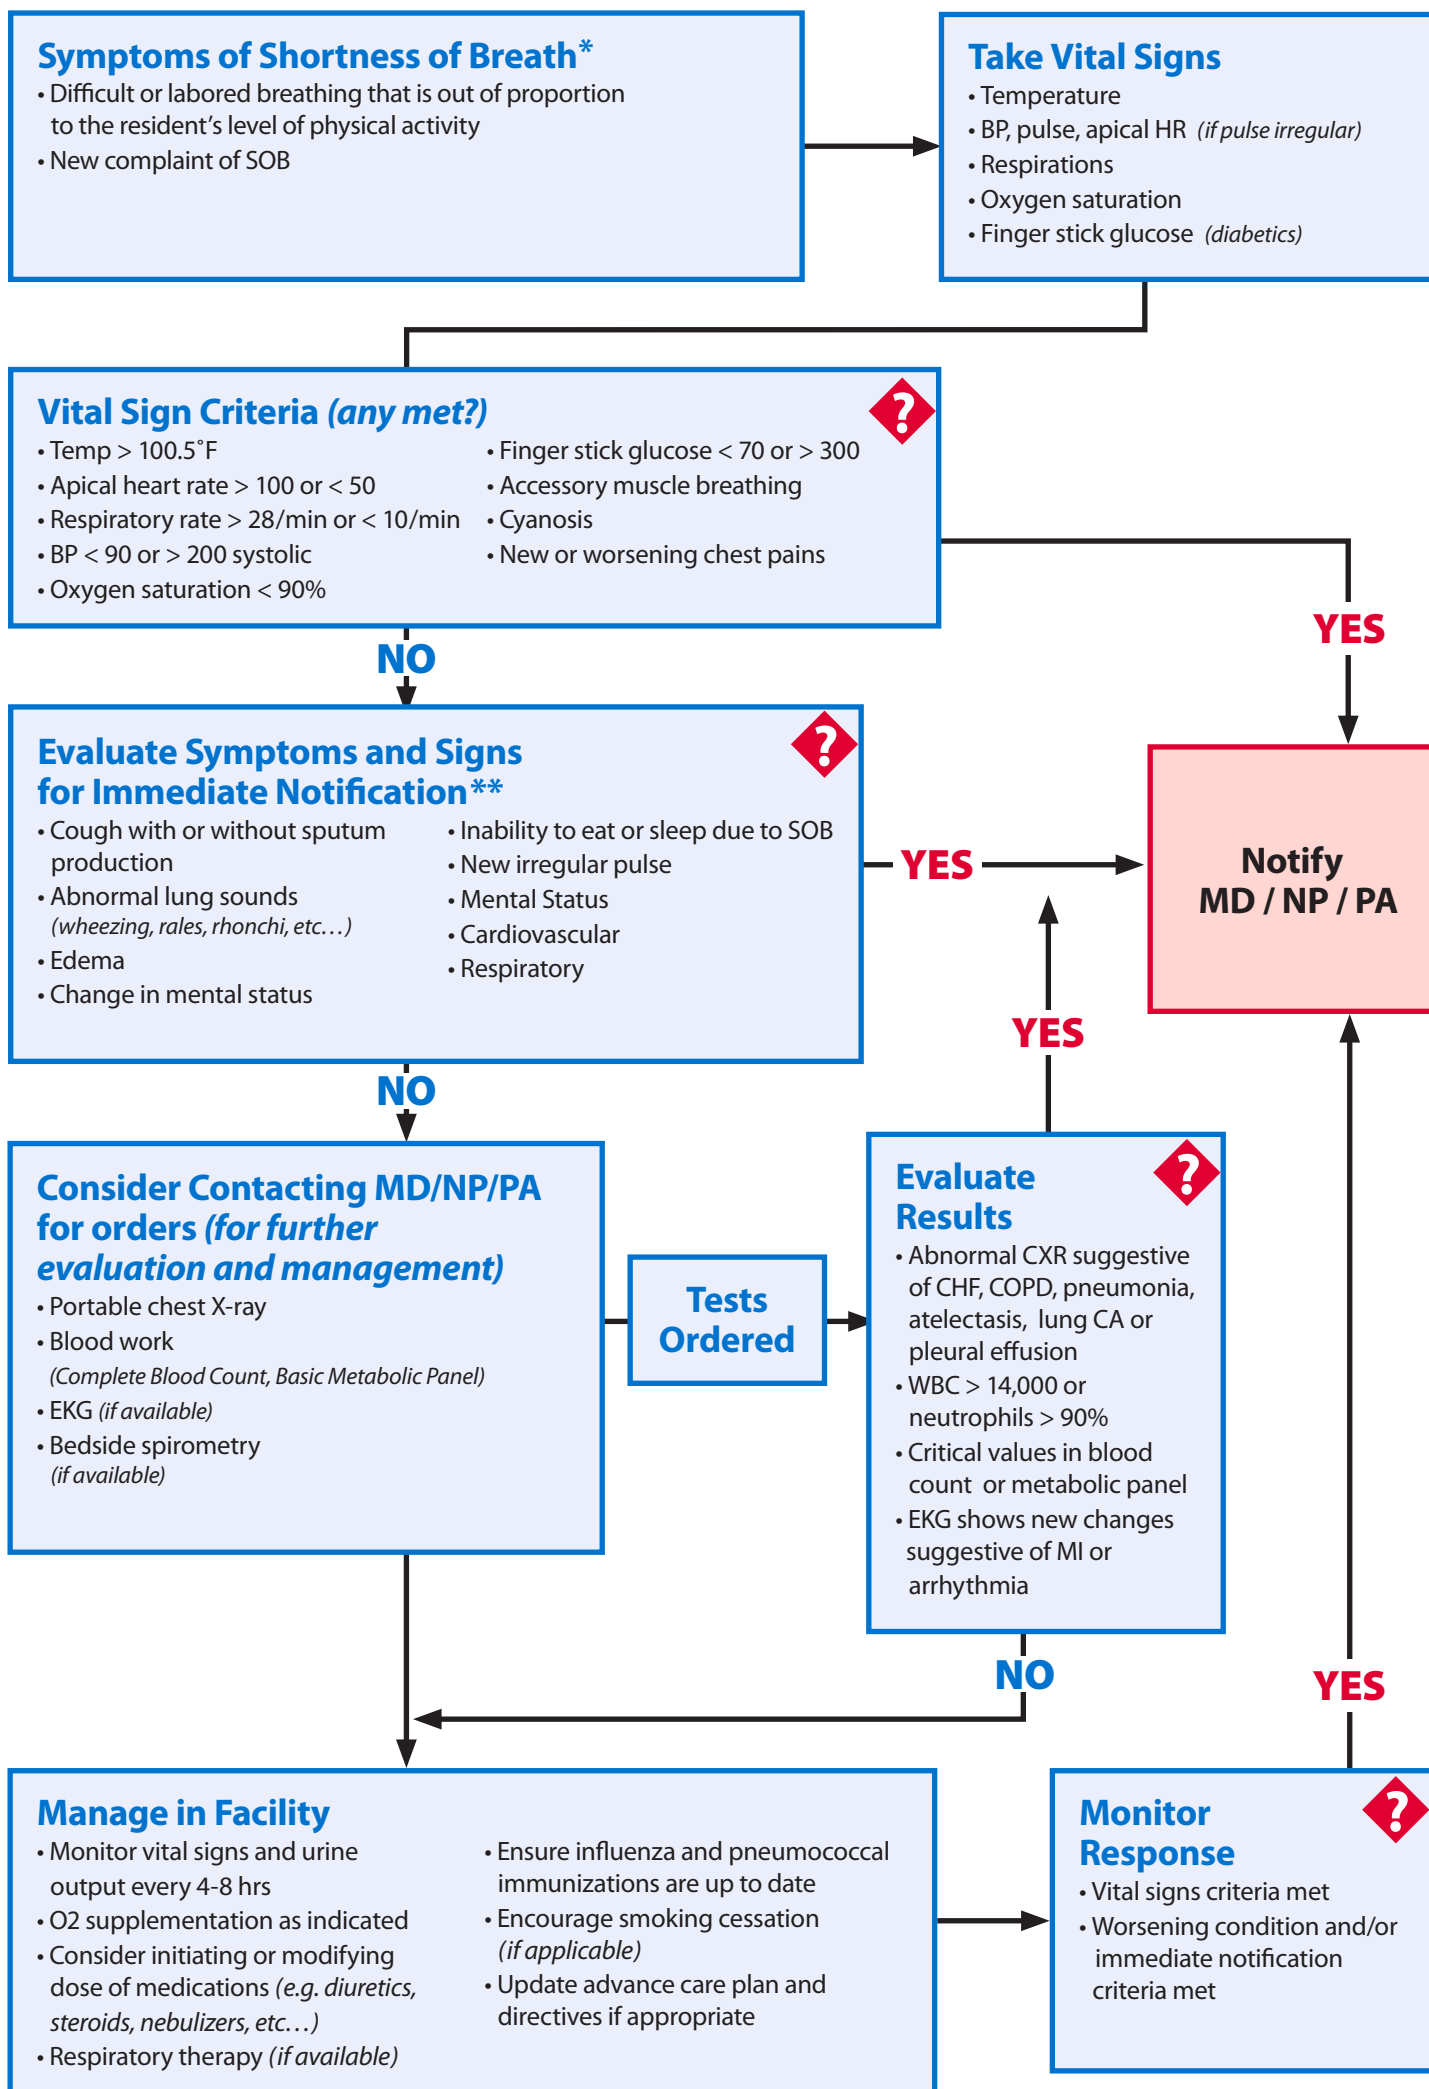 Symptoms of Shortness of Breath*
• Difficult or labored breathing that is out of proportion
to the resident's level of physical activity
• New complaint of SOB
Take Vital Signs
• Temperature
• BP, pulse, apical HR (if pulse irregular)
• Respirations
• Oxygen saturation
• Finger stick glucose (diabetics)
Vital Sign Criteria (any met?)
?
• Temp > 100.5˚F
• Apical heart rate > 100 or < 50
• Respiratory rate > 28/min or < 10/min
• BP < 90 or > 200 systolic
• Oxygen saturation < 90%
• Finger stick glucose < 70 or > 300
• Accessory muscle breathing
• Cyanosis
• New or worsening chest pains
YES
NO
Evaluate Symptoms and Signs
for Immediate Notification**
?
• Cough with or without sputum
production
• Abnormal lung sounds
(wheezing, rales, rhonchi, etc…)
• Edema
• Change in mental status
• Inability to eat or sleep due to SOB
• New irregular pulse
• Mental Status
• Cardiovascular
• Respiratory
YES
Notify
MD / NP / PA
YES
NO
Consider Contacting MD/NP/PA
for orders (for further
evaluation and management)
• Portable chest X-ray
• Blood work
(Complete Blood Count, Basic Metabolic Panel)
• EKG (if available)
• Bedside spirometry
(if available)
Tests
Ordered
Evaluate
Results
?
• Abnormal CXR suggestive
of CHF, COPD, pneumonia,
atelectasis, lung CA or
pleural effusion
• WBC > 14,000 or
neutrophils > 90%
• Critical values in blood
count or metabolic panel
• EKG shows new changes
suggestive of MI or
arrhythmia
NO
YES
Manage in Facility
• Monitor vital signs and urine
output every 4-8 hrs
• O2 supplementation as indicated
• Consider initiating or modifying
dose of medications (e.g. diuretics,
steroids, nebulizers, etc…)
• Respiratory therapy (if available)
• Ensure influenza and pneumococcal
immunizations are up to date
• Encourage smoking cessation
(if applicable)
• Update advance care plan and
directives if appropriate
Monitor
Response
?
• Vital signs criteria met
• Worsening condition and/or
immediate notification
criteria met